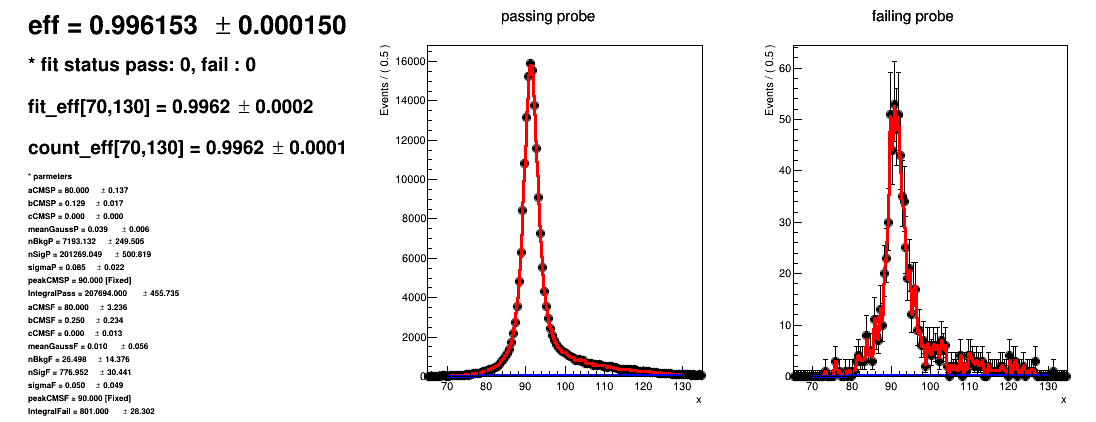 eff = 0.996153 ± 0.000150
* fit status pass: 0, fail : 0
fit_eff[70,130] = 0.9962 ± 0.0002
count_eff[70,130] = 0.9962 ± 0.0001
* parmeters
aCMSP = 80.000 ± 0.137
bCMSP = 0.129 ± 0.017
cCMSP = 0.000 ± 0.000
meanGaussP = 0.039 ± 0.006
nBkgP = 7193.132 ± 249.505
nSigP = 201269.049 ± 500.819
sigmaP = 0.085 ± 0.022
peakCMSP = 90.000 [Fixed]
IntegralPass = 207694.000 ± 455.735
aCMSF = 80.000 ± 3.236
bCMSF = 0.250 ± 0.234
cCMSF = 0.000 ± 0.013
meanGaussF = 0.010 ± 0.056
nBkgF = 26.498 ± 14.376
nSigF = 776.952 ± 30.441
sigmaF = 0.050 ± 0.049
peakCMSF = 90.000 [Fixed]
IntegralFail = 801.000 ± 28.302
passing probe
Events / ( 0.5 )
16000
14000
12000
10000
8000
6000
4000
2000
0
70 80 90 100 110 120 130
x
failing probe
Events / ( 0.5 )
60
50
40
30
20
10
0
70 80 90 100 110 120 130
x